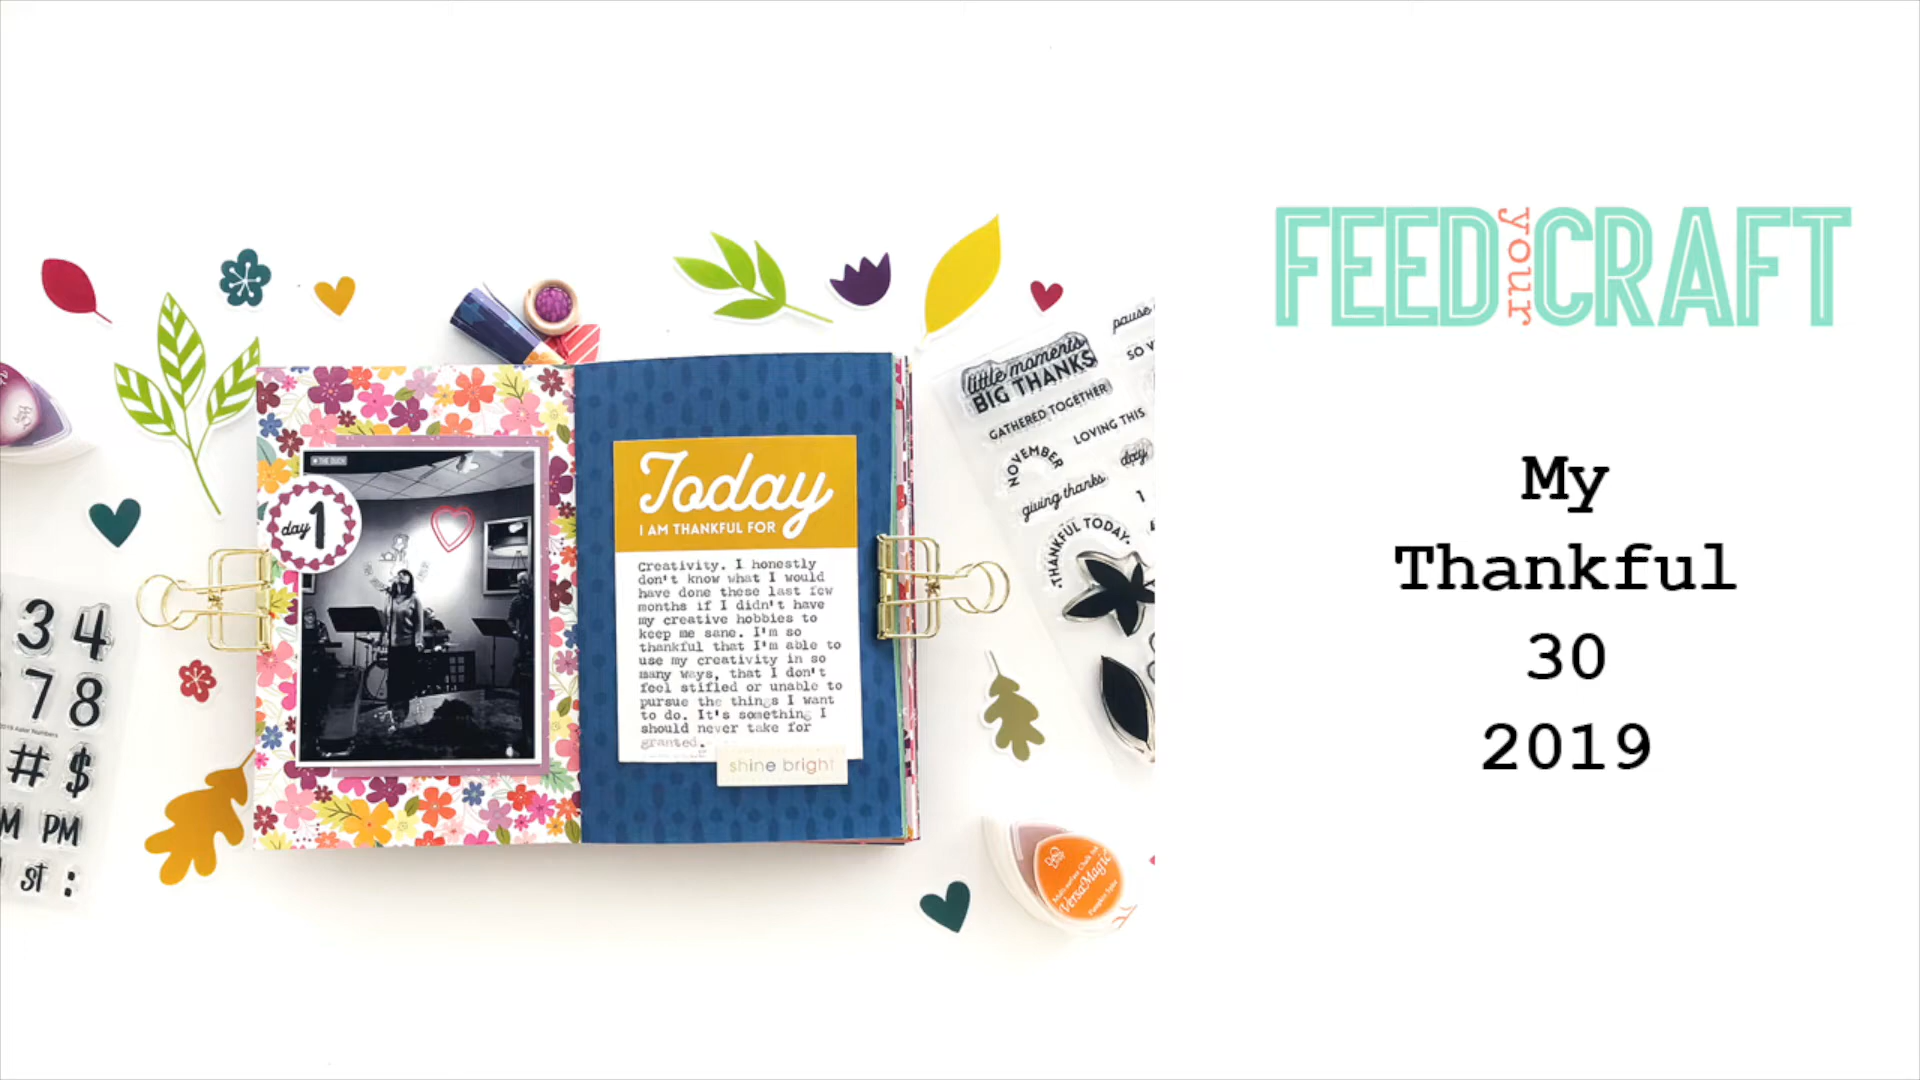 FEED your CRAFT
My
Thankful
30
2019
day 1
Today
I AM THANKFUL FOR
Creativity. I honestly
don't know what I would
have done these last few
months if I didn't have
my creative hobbies to
keep me sane. I'm so
thankful that I'm able to
use my creativity in so
many ways, that I don't
feel stifled or unable to
pursue the things I want
to do. It's something I
should never take for
granted.
shine bright
little moments
BIG THANKS
GATHERED TOGETHER
LOVING THIS
NOVEMBER
day
giving thanks
1
THANKFUL TODAY.
pause
SO
3 4
7 8
# $
M PM
st :
VersaMagic